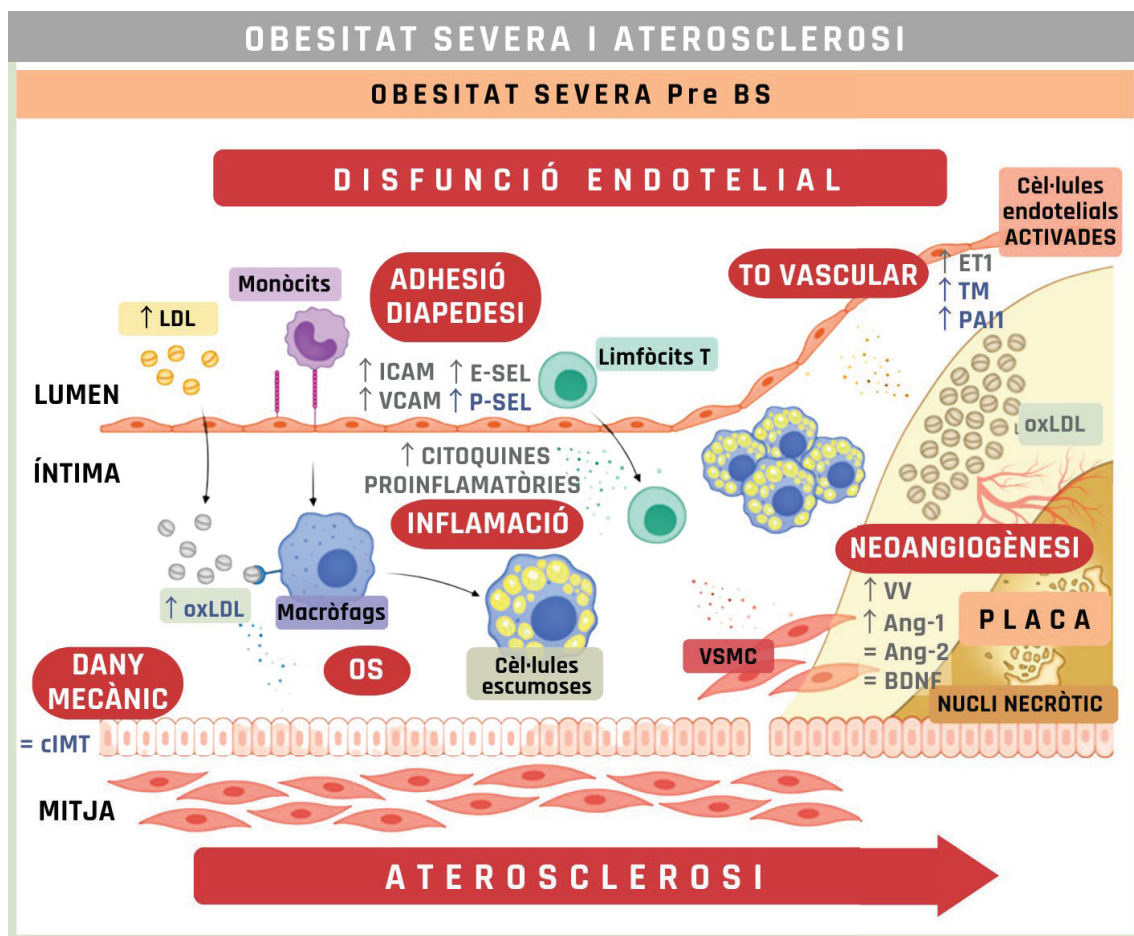 OBESITAT SEVERA I ATEROSCLEROSI
OBESITAT SEVERA Pre BS
DISFUNCIÓ ENDOTELIAL
Cèl·lules
endotelials
ACTIVADES
Monòcits
ADHESIÓ
DIAPEDESI
TO VASCULAR
↑ ET1
↑ TM
↑ PAI1
↑ LDL
Limfòcits T
↑ ICAM ↑ E-SEL
↑ VCAM ↑ P-SEL
LUMEN
oxLDL
ÍNTIMA
↑ CITOQUINES
PROINFLAMATÒRIES
INFLAMACIÓ
NEOANGIOGÈNESI
↑ VV
↑ Ang-1
= Ang-2
= BDNF
↑ oxLDL
Macròfags
PLACA
VSMC
DANY
MECÀNIC
OS
Cèl·lules
escumoses
NUCLI NECRÒTIC
= cIMT
MITJA
ATEROSCLEROSI